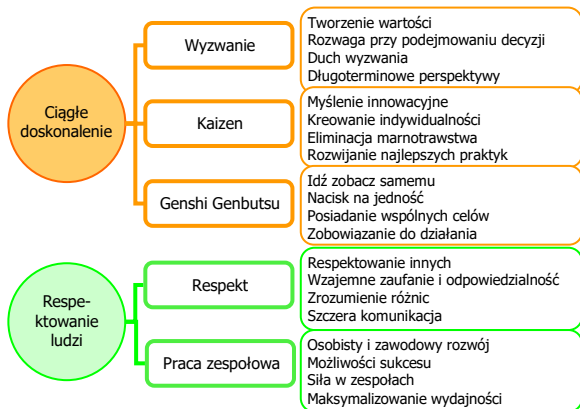 Ciągłe
doskonalenie
Wyzwanie
Tworzenie wartości
Rozwaga przy podejmowaniu decyzji
Duch wyzwania
Długoterminowe perspektywy
Kaizen
Myślenie innowacyjne
Kreowanie indywidualności
Eliminacja marnotrawstwa
Rozwijanie najlepszych praktyk
Genshi Genbutsu
Idź zobacz samemu
Nacisk na jedność
Posiadanie wspólnych celów
Zobowiązanie do działania
Respe-
ktowanie
ludzi
Respekt
Respektowanie innych
Wzajemne zaufanie i odpowiedzialność
Zrozumienie różnic
Szczera komunikacja
Praca zespołowa
Osobisty i zawodowy rozwój
Możliwości sukcesu
Siła w zespołach
Maksymalizowanie wydajności